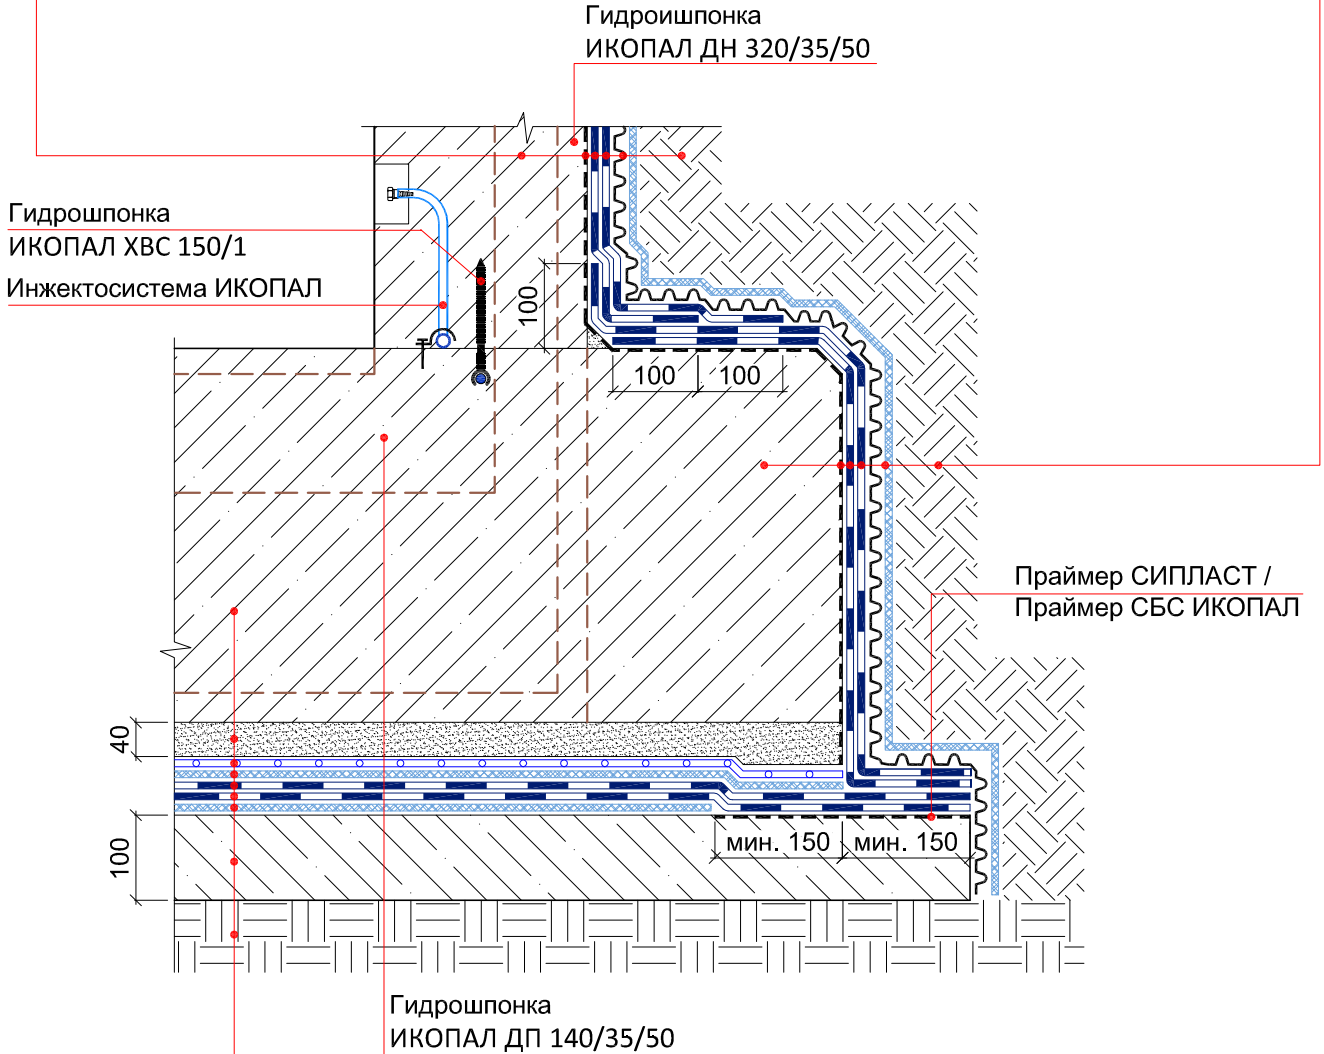 Гидроишпонка
ИКОПАЛ ДН 320/35/50
Гидрошпонка
ИКОПАЛ ХВС 150/1
Инжектосистема ИКОПАЛ
100
100
100
Праймер СИПЛАСТ /
Праймер СБС ИКОПАЛ
40
100
мин. 150
мин. 150
Гидрошпонка
ИКОПАЛ ДП 140/35/50